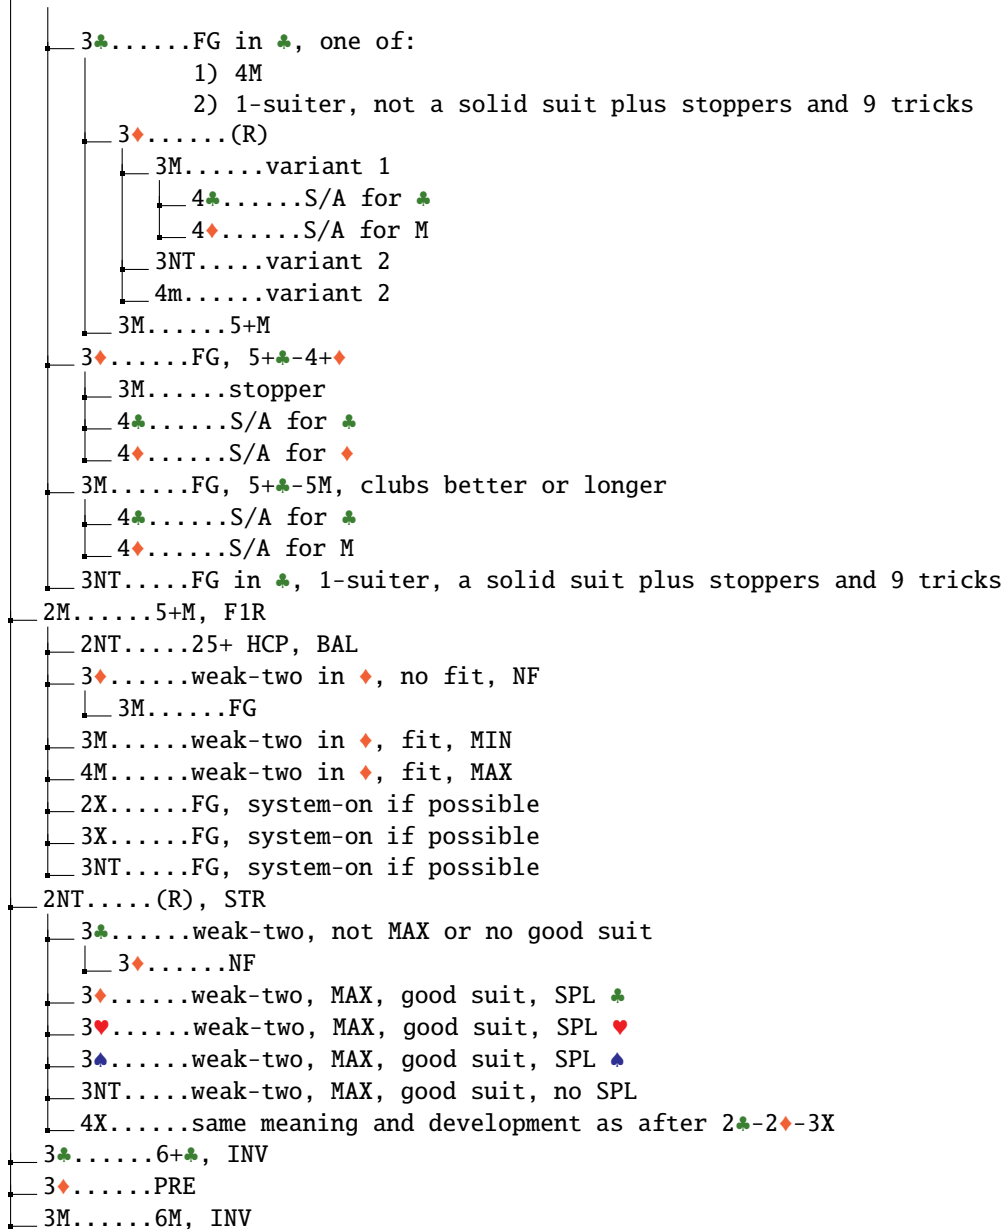 3♣......FG in ♣, one of:
1) 4M
2) 1-suiter, not a solid suit plus stoppers and 9 tricks
3♦......(R)
3M......variant 1
4♣......S/A for ♣
4♦......S/A for M
3NT.....variant 2
4m......variant 2
3M......5+M
3♦......FG, 5+♣-4+♦
3M......stopper
4♣......S/A for ♣
4♦......S/A for ♦
3M......FG, 5+♣-5M, clubs better or longer
4♣......S/A for ♣
4♦......S/A for M
3NT.....FG in ♣, 1-suiter, a solid suit plus stoppers and 9 tricks
2M......5+M, F1R
2NT.....25+ HCP, BAL
3♦......weak-two in ♦, no fit, NF
3M......FG
3M......weak-two in ♦, fit, MIN
4M......weak-two in ♦, fit, MAX
2X......FG, system-on if possible
3X......FG, system-on if possible
3NT.....FG, system-on if possible
2NT.....(R), STR
3♣......weak-two, not MAX or no good suit
3♦......NF
3♦......weak-two, MAX, good suit, SPL ♣
3♥......weak-two, MAX, good suit, SPL ♥
3♠......weak-two, MAX, good suit, SPL ♠
3NT.....weak-two, MAX, good suit, no SPL
4X......same meaning and development as after 2♣-2♦-3X
3♣......6+♣, INV
3♦......PRE
3M......6M, INV